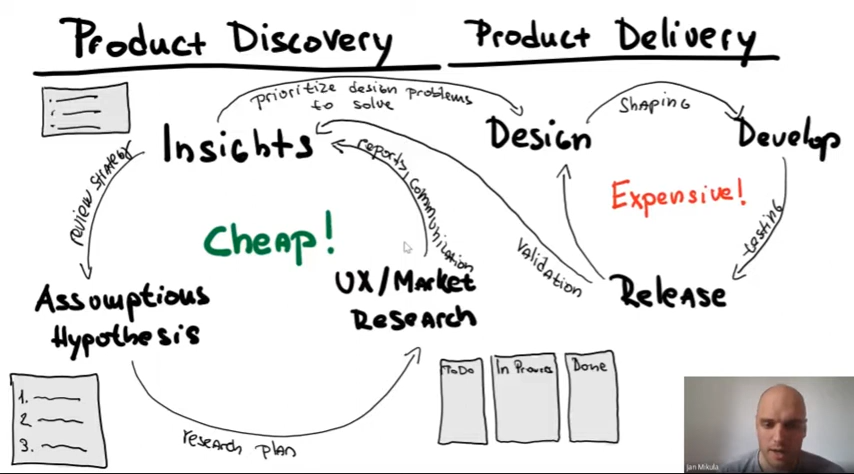 Product Discovery
Product Delivery
prioritize design problems
to solve
Insights
review strategy
reports, communication
Cheap!
Assumptions
Hypothesis
UX/Market
Research
research plan
1.
2
3.
Design
Shaping
Develop
Expensive!
testing
Release
Validation
ToDo
In Proces
Done
Jan Mikula